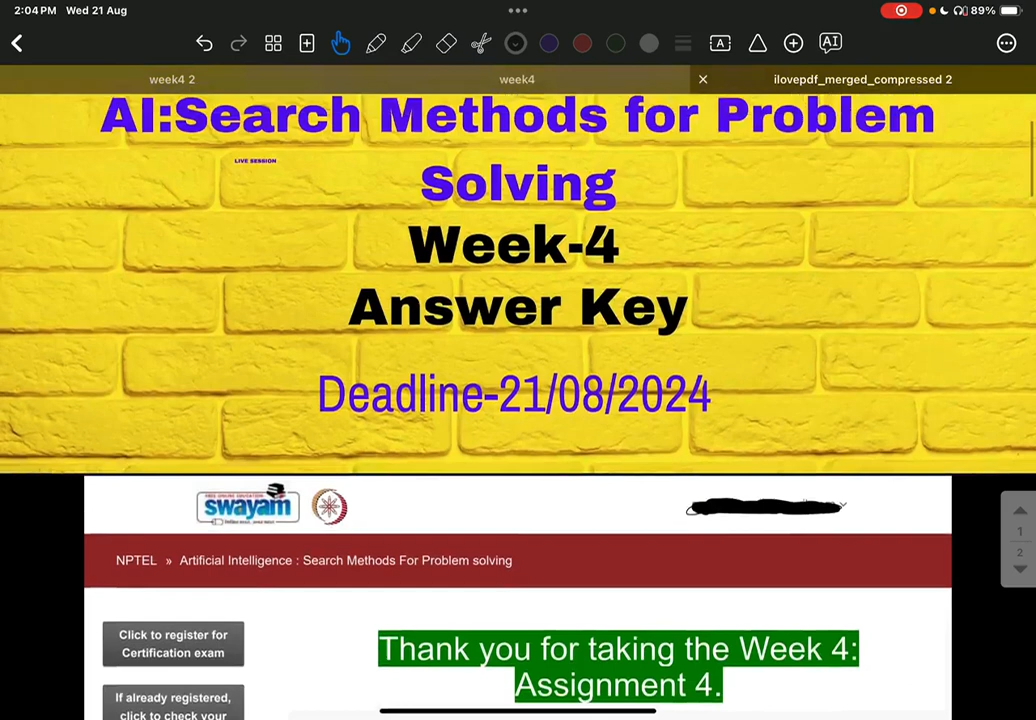 2:04 PM Wed 21 Aug
89%
A
AI
week4 2
week4
ilovepdf_merged_compressed 2
AI:Search Methods for Problem
LIVE SESSION
Solving
Week-4
Answer Key
Deadline-21/08/2024
swayam
1
2
NPTEL » Artificial Intelligence : Search Methods For Problem solving
Click to register for
Certification exam
Thank you for taking the Week 4:
Assignment 4.
If already registered,
click to check your